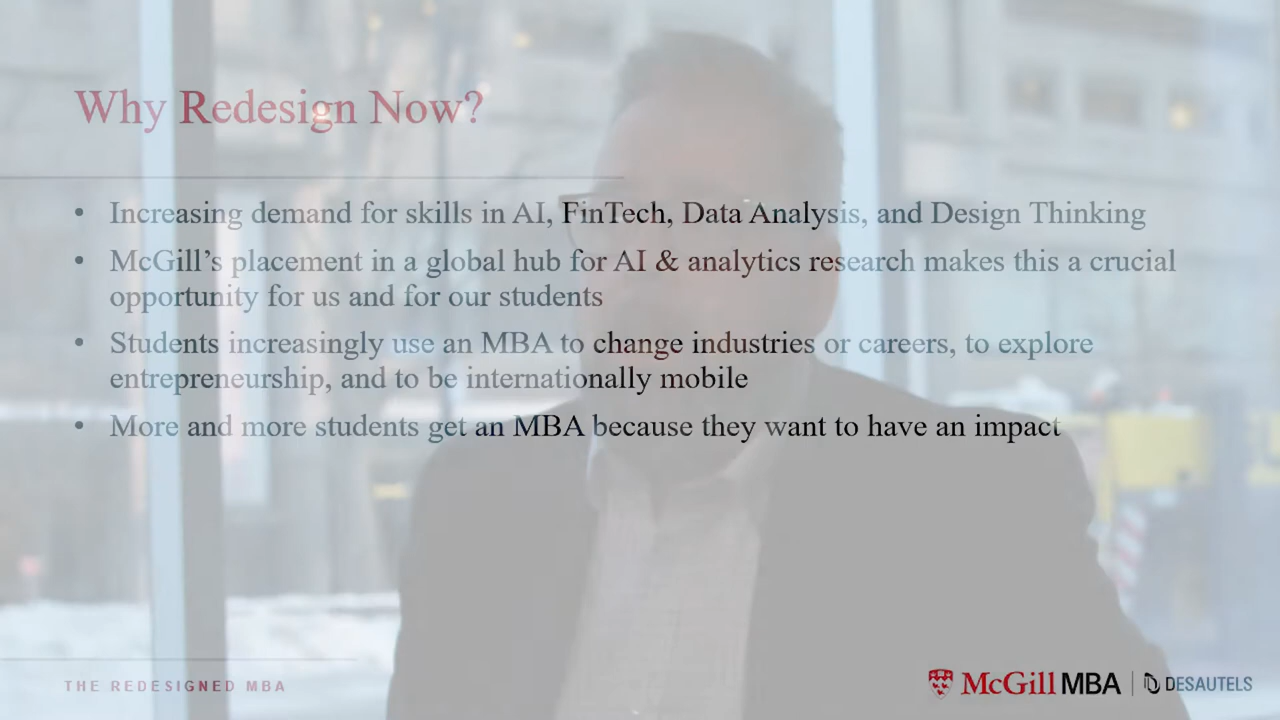 Why Redesign Now?
• Increasing demand for skills in AI, FinTech, Data Analysis, and Design Thinking
• McGill’s placement in a global hub for AI & analytics research makes this a crucial
opportunity for us and for our students
• Students increasingly use an MBA to change industries or careers, to explore
entrepreneurship, and to be internationally mobile
• More and more students get an MBA because they want to have an impact
THE REDESIGNED MBA
McGill MBA | DESAUTELS